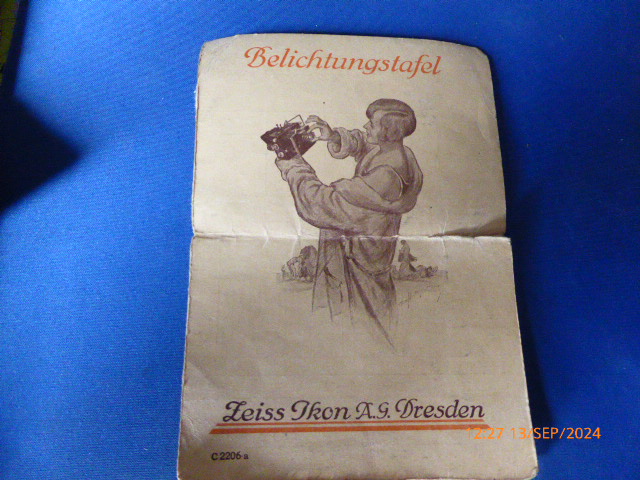 Belichtungstafel
Zeiss Ikon A.G. Dresden
C 2206 a
12:27 13/SEP/2024